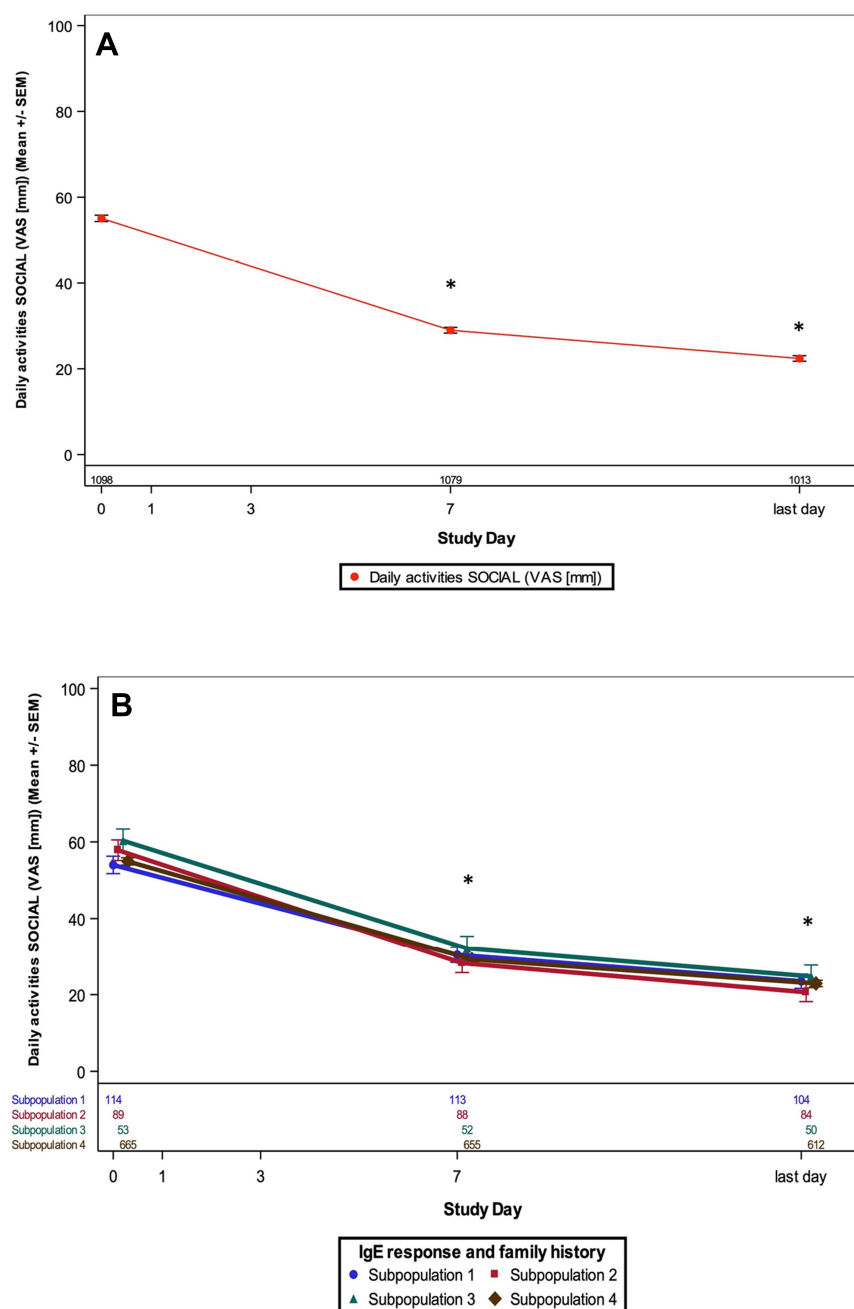 A
Daily activities SOCIAL (VAS [mm]) (Mean +/- SEM)
100
80
60
40
20
0
*
*
1098 1079 1013
0 1 3 7 last day
Study Day
Daily activities SOCIAL (VAS [mm])
B
Daily activities SOCIAL (VAS [mm]) (Mean +/- SEM)
100
80
60
40
20
0
*
*
Subpopulation 1 114 113 104
Subpopulation 2 89 88 84
Subpopulation 3 53 52 50
Subpopulation 4 665 655 612
0 1 3 7 last day
Study Day
IgE response and family history
Subpopulation 1 Subpopulation 2
Subpopulation 3 Subpopulation 4